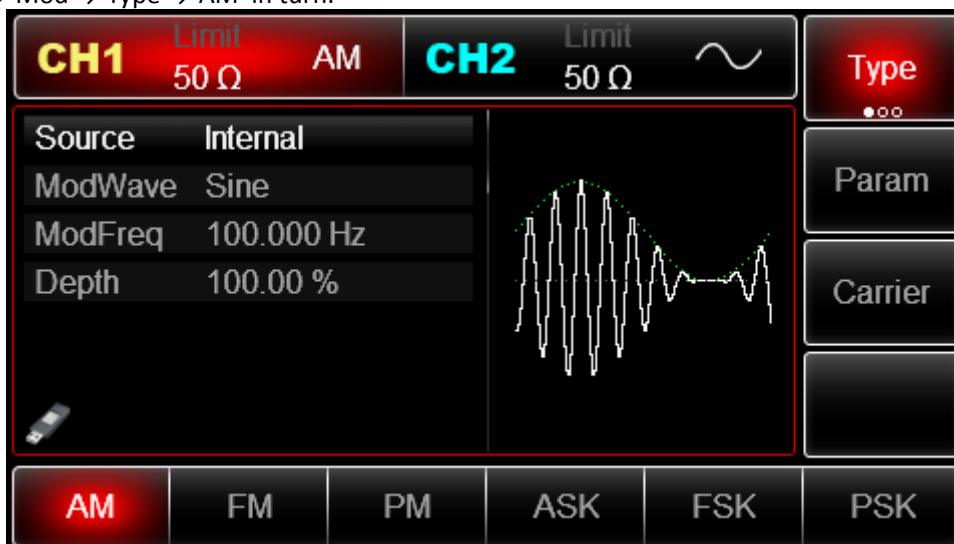 Mod → Type → AM in turn.
CH1 Limit 50 Ω AM CH2 Limit 50 Ω Type
Source Internal
ModWave Sine
Param
ModFreq 100.000 Hz
Depth 100.00 %
Carrier
AM FM PM ASK FSK PSK